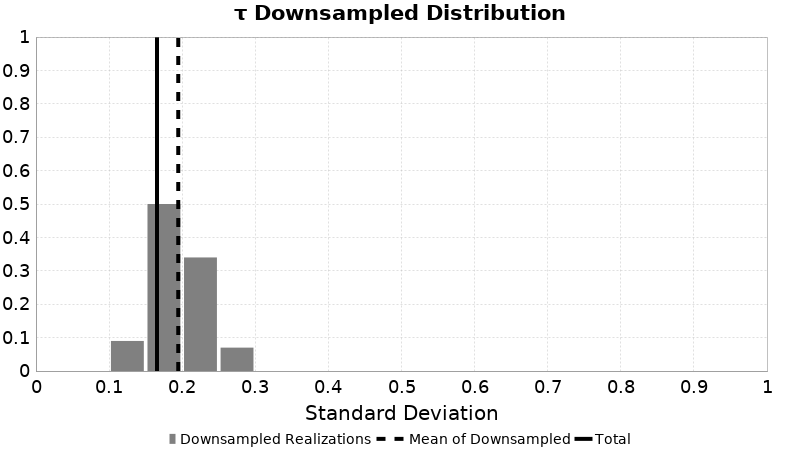 τ Downsampled Distribution
1
0.9
0.8
0.7
0.6
0.5
0.4
0.3
0.2
0.1
0
0 0.1 0.2 0.3 0.4 0.5 0.6 0.7 0.8 0.9 1
Standard Deviation
Downsampled Realizations Mean of Downsampled Total